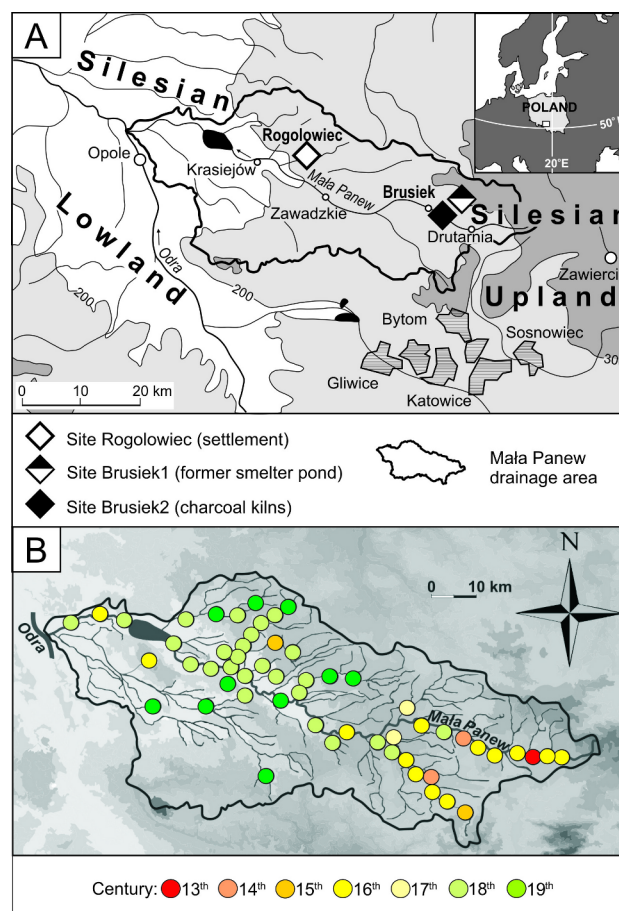 A
Silesian
Lowland
Opole
Krasiejów
Rogolowiec
Zawadzkie
Mała Panew
Brusiek
Drutarnia
Silesian
Upland
Zawierci
Odra
200
200
300
Bytom
Sosnowiec
Gliwice
Katowice
POLAND
50°
20°E
0 10 20 km
Site Rogolowiec (settlement)
Site Brusiek1 (former smelter pond)
Site Brusiek2 (charcoal kilns)
Mała Panew
drainage area
B
N
0 10 km
Odra
Mała Panew
Century: 13th 14th 15th 16th 17th 18th 19th